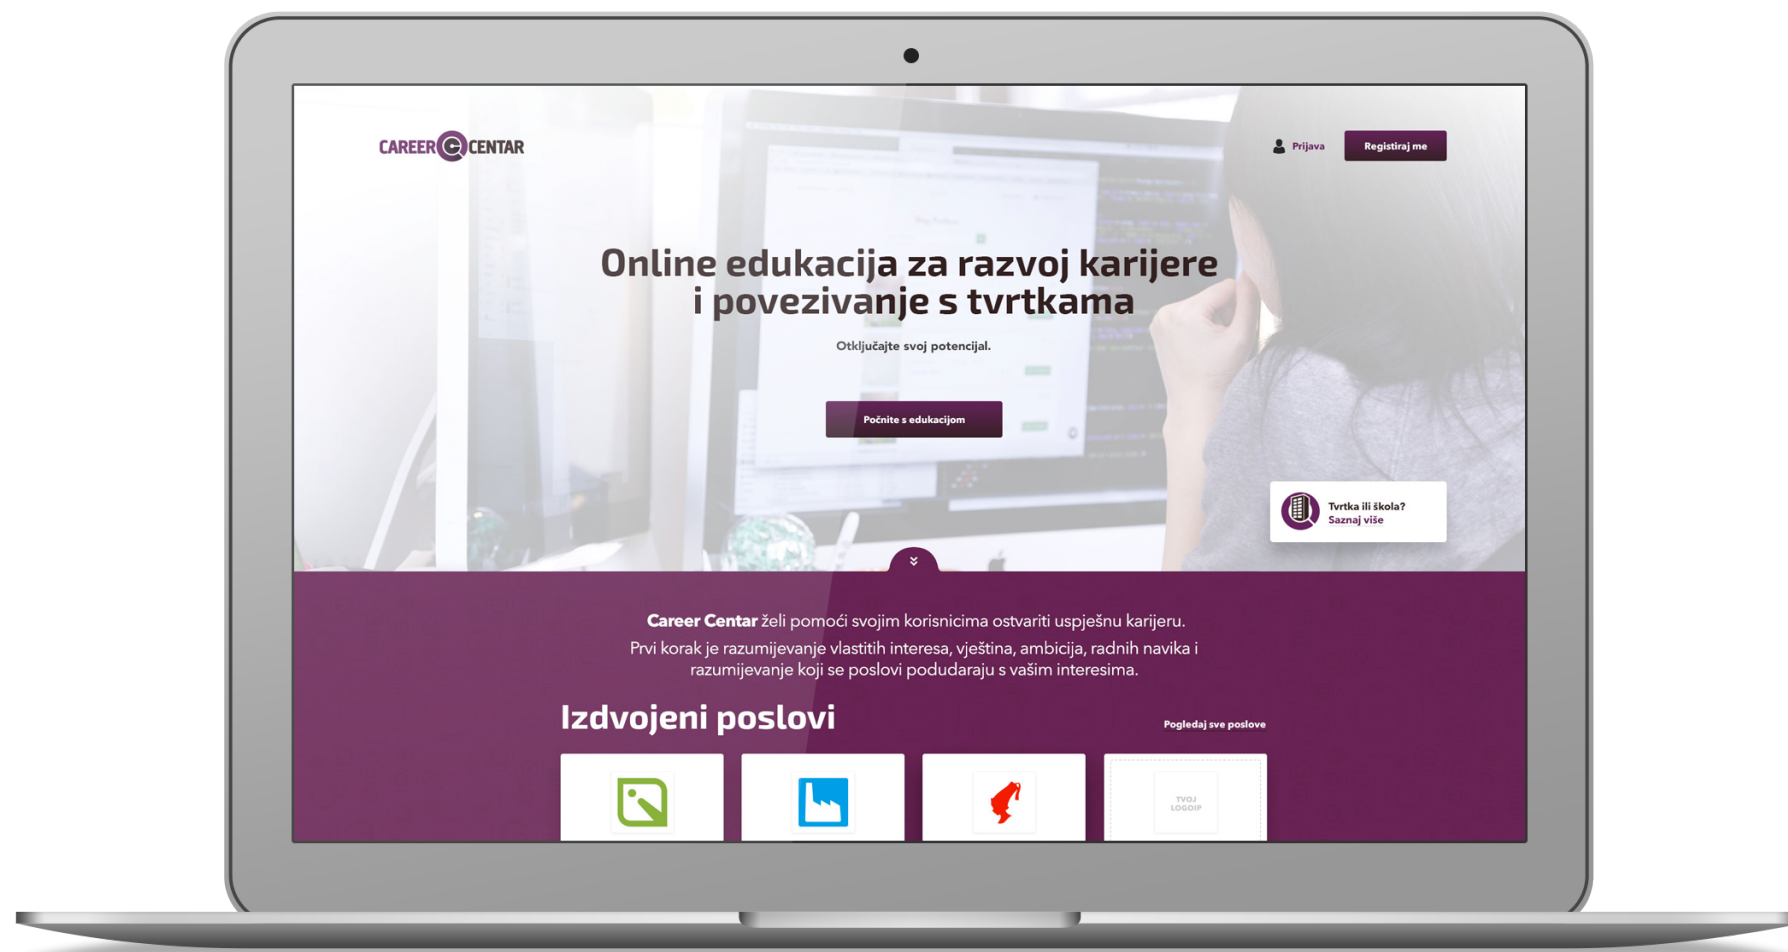 CAREER CENTAR
Prijava
Registiraj me
Online edukacija za razvoj karijere
i povezivanje s tvrtkama
Otključajte svoj potencijal.
Počnite s edukacijom
Tvrtka ili škola?
Saznaj više
Career Centar želi pomoći svojim korisnicima ostvariti uspješnu karijeru.
Prvi korak je razumijevanje vlastitih interesa, vještina, ambicija, radnih navika i
razumijevanje koji se poslovi podudaraju s vašim interesima.
Izdvojeni poslovi
Pogledaj sve poslove
TVOJ
LOGOIP